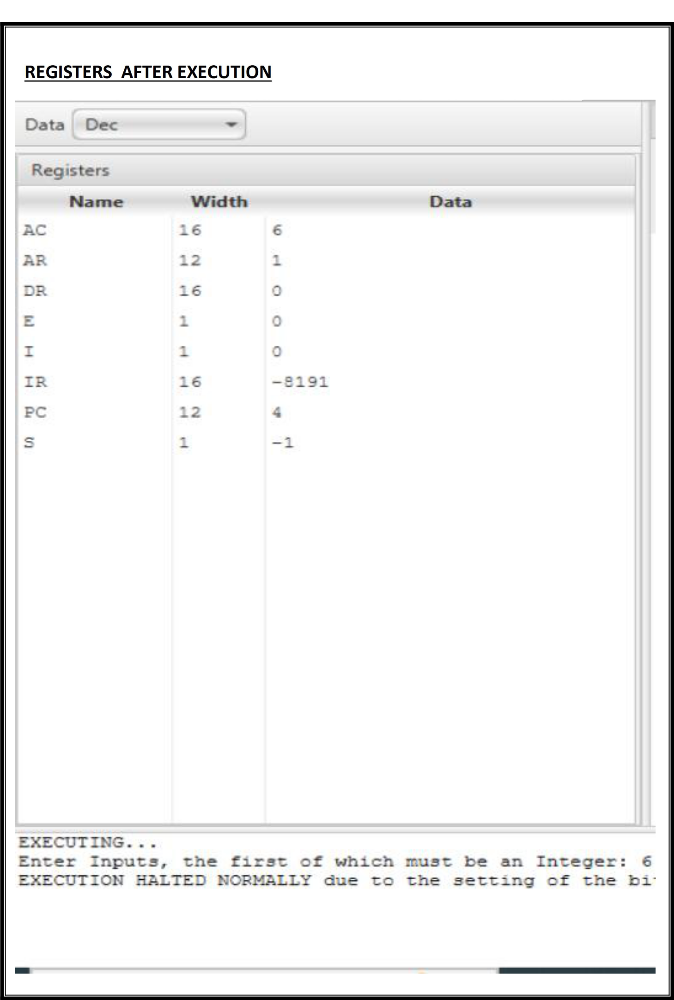 REGISTERS AFTER EXECUTION
Data Dec
Registers
Name Width Data
AC 16 6
AR 12 1
DR 16 0
E 1 0
I 1 0
IR 16 -8191
PC 12 4
S 1 -1
EXECUTING...
Enter Inputs, the first of which must be an Integer: 6
EXECUTION HALTED NORMALLY due to the setting of the